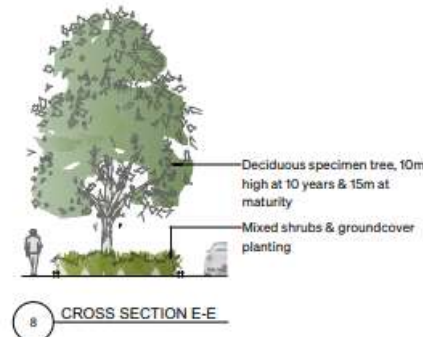 Deciduous specimen tree, 10m
high at 10 years & 15m at
maturity
Mixed shrubs & groundcover
planting
8 CROSS SECTION E-E